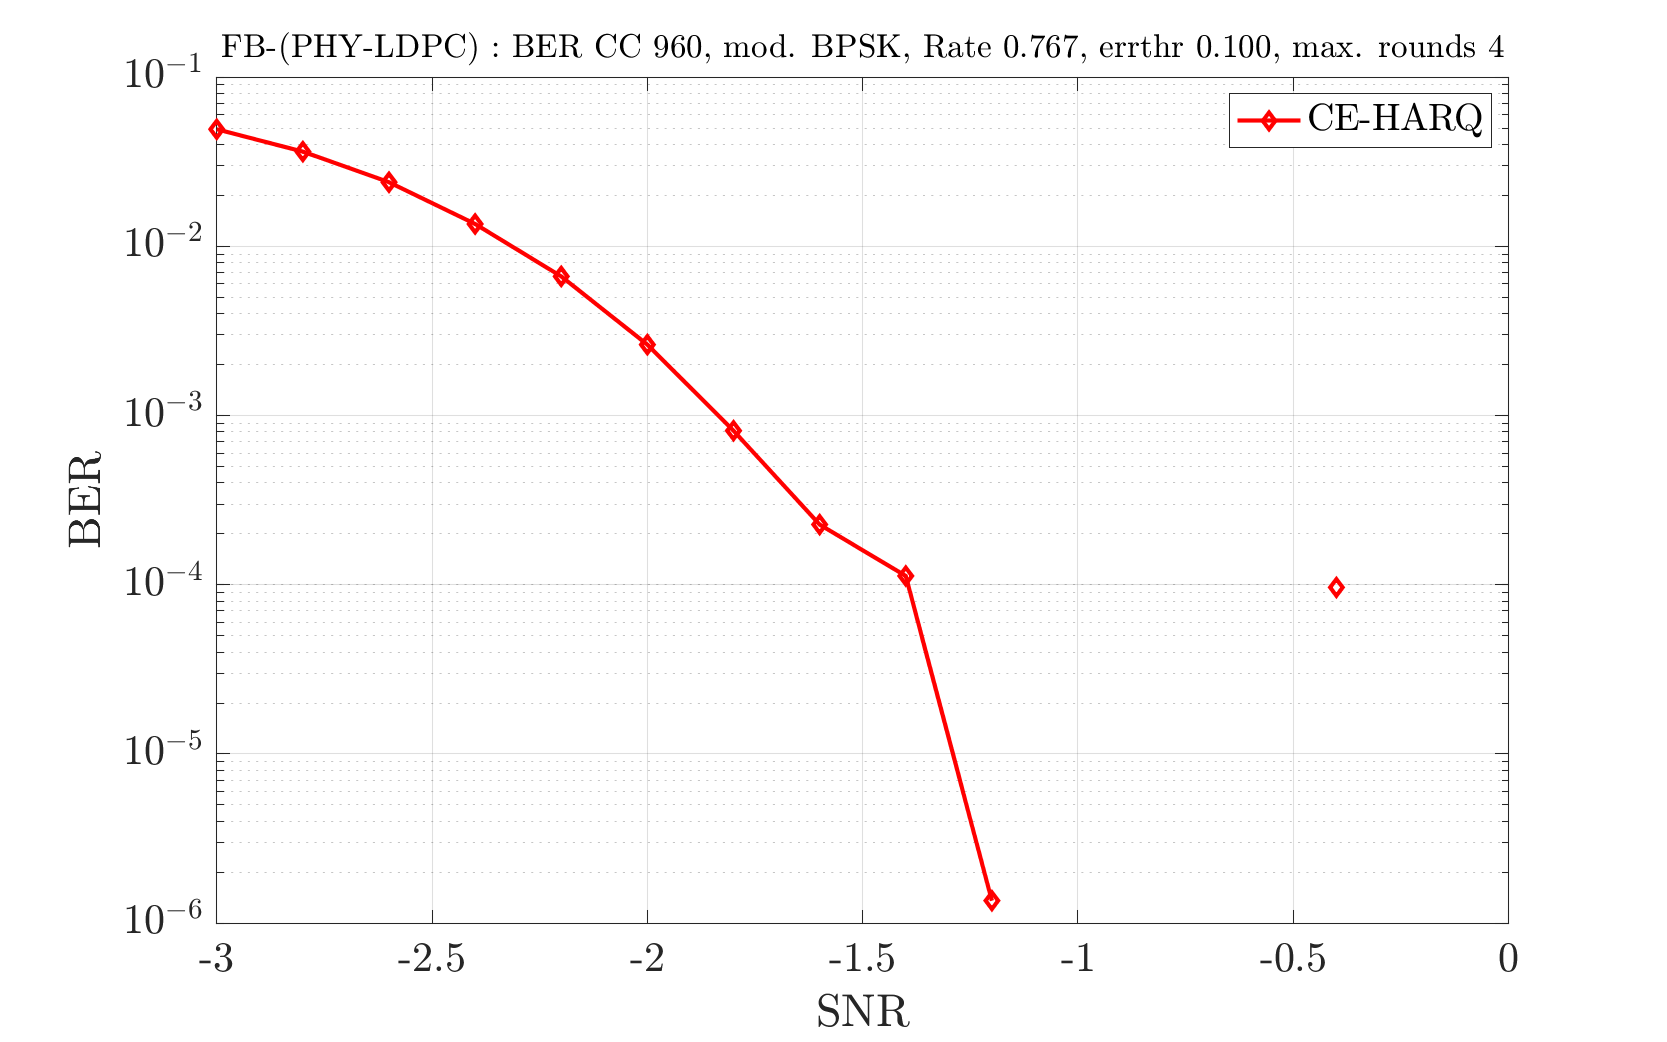 FB-(PHY-LDPC) : BER CC 960, mod. BPSK, Rate 0.767, errthr 0.100, max. rounds 4
CE-HARQ
10^{-1}
10^{-2}
10^{-3}
10^{-4}
10^{-5}
10^{-6}
BER
-3 -2.5 -2 -1.5 -1 -0.5 0
SNR